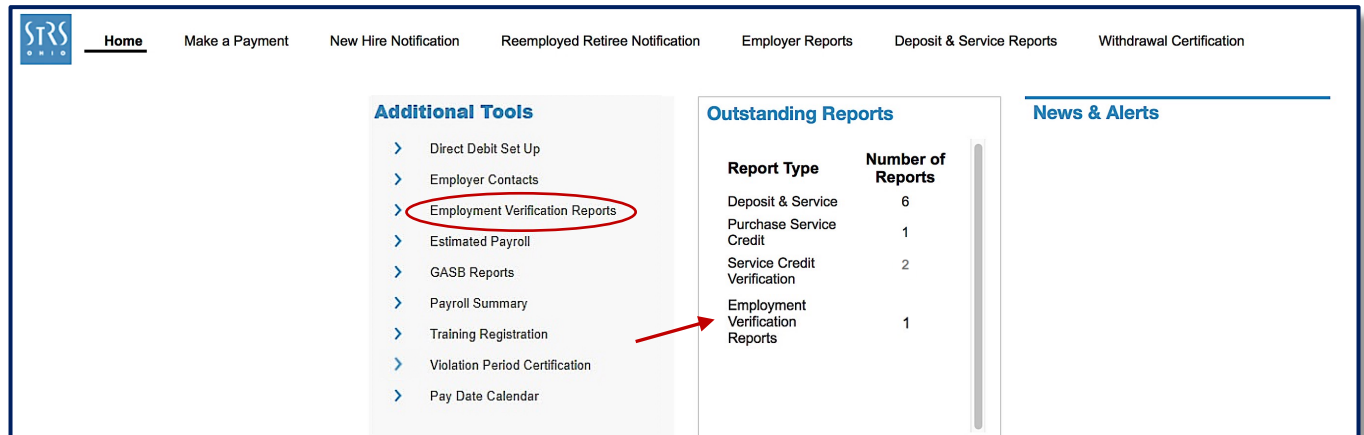 STRS
OHIO
Home Make a Payment New Hire Notification Reemployed Retiree Notification Employer Reports Deposit & Service Reports Withdrawal Certification
Additional Tools
Direct Debit Set Up
Employer Contacts
Employment Verification Reports
Estimated Payroll
GASB Reports
Payroll Summary
Training Registration
Violation Period Certification
Pay Date Calendar
Outstanding Reports
Report Type Number of
Reports
Deposit & Service 6
Purchase Service
Credit 1
Service Credit
Verification 2
Employment
Verification
Reports 1
News & Alerts